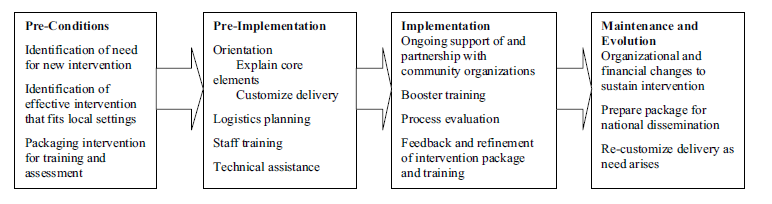 Pre-Conditions
Identification of need
for new intervention
Identification of
effective intervention
that fits local settings
Packaging intervention
for training and
assessment
Pre-Implementation
Orientation
Explain core
elements
Customize delivery
Logistics planning
Staff training
Technical assistance
Implementation
Ongoing support of and
partnership with
community organizations
Booster training
Process evaluation
Feedback and refinement
of intervention package
and training
Maintenance and
Evolution
Organizational and
financial changes to
sustain intervention
Prepare package for
national dissemination
Re-customize delivery as
need arises